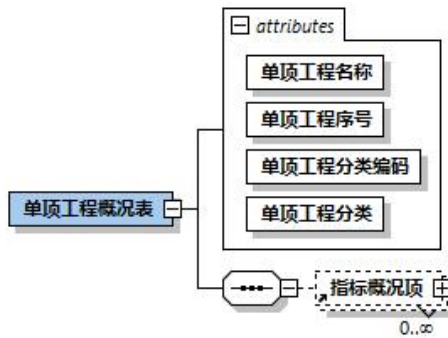 attributes
单项工程名称
单项工程序号
单项工程分类编码
单项工程分类
单项工程概况表
指标概况项
0..∞